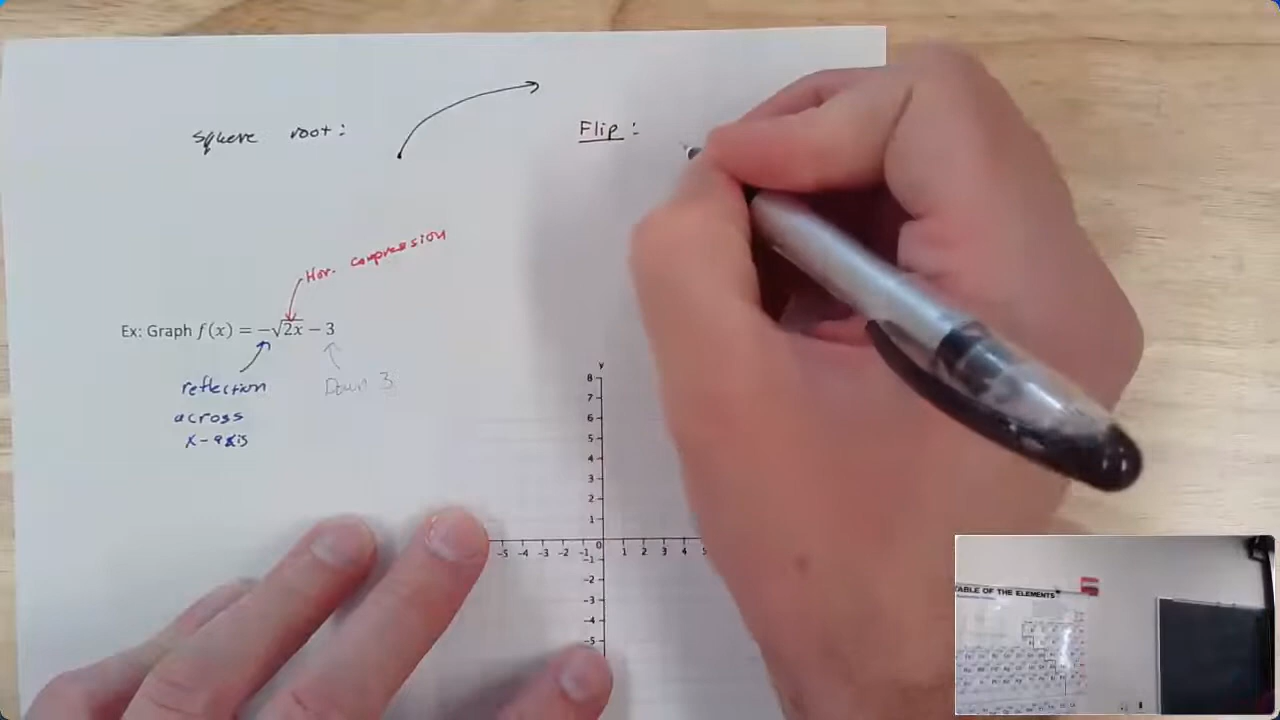 square root:
Flip:
Hor. compression
Ex: Graph f(x) = −√2x − 3
reflection
across
x-axis
Down 3
y
8
7
6
5
4
3
2
1
0
-5 -4 -3 -2 -1 1 2 3 4 5
-1
-2
-3
-4
-5
TABLE OF THE ELEMENTS